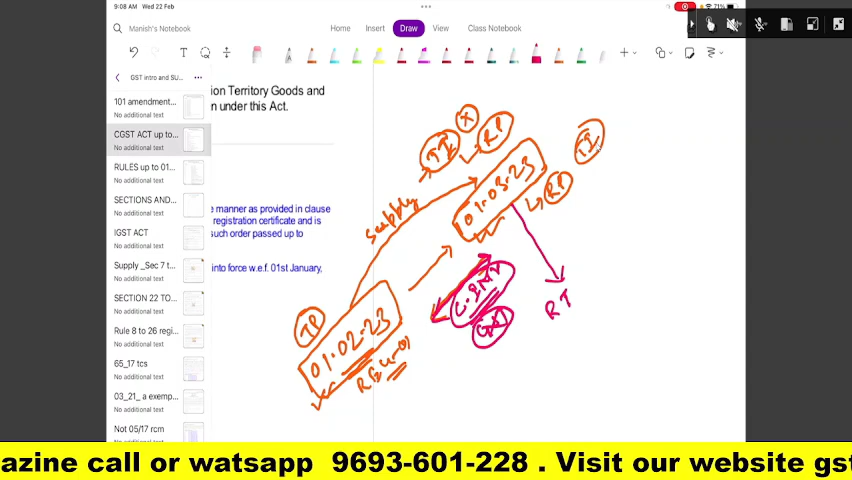 9:08 AM Wed 22 Feb
71%
Manish's Notebook
Home Insert Draw View Class Notebook
GST intro and SU...
101 amendment...
No additional text
CGST ACT up to...
No additional text
RULES up to 01...
No additional text
SECTIONS AND...
No additional text
IGST ACT
No additional text
Supply _Sec 7 t...
No additional text
SECTION 22 TO...
No additional text
Rule 8 to 26 regi...
No additional text
65_17 tcs
No additional text
03_21_ a exemp...
No additional text
Not 05/17 rcm
No additional text
ion Territory Goods and
m under this Act.
e manner as provided in clause
registration certificate and is
such order passed up to
into force w.e.f. 01st January,
X
RP
01.03.23
RP
Supply
TP
01.02.23
RT
azine call or watsapp 9693-601-228 . Visit our website gst